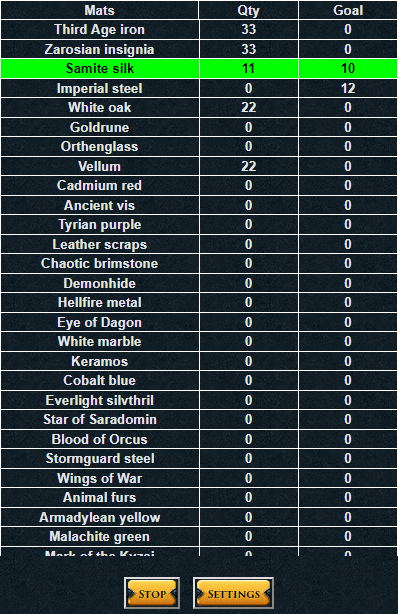 Mats Qty Goal
Third Age iron 33 0
Zarosian insignia 33 0
Samite silk 11 10
Imperial steel 0 12
White oak 22 0
Goldrune 0 0
Orthenglass 0 0
Vellum 22 0
Cadmium red 0 0
Ancient vis 0 0
Tyrian purple 0 0
Leather scraps 0 0
Chaotic brimstone 0 0
Demonhide 0 0
Hellfire metal 0 0
Eye of Dagon 0 0
White marble 0 0
Keramos 0 0
Cobalt blue 0 0
Everlight silvthril 0 0
Star of Saradomin 0 0
Blood of Orcus 0 0
Stormguard steel 0 0
Wings of War 0 0
Animal furs 0 0
Armadylean yellow 0 0
Malachite green 0 0
Mark of the Kyzaj 0 0
Stop Settings